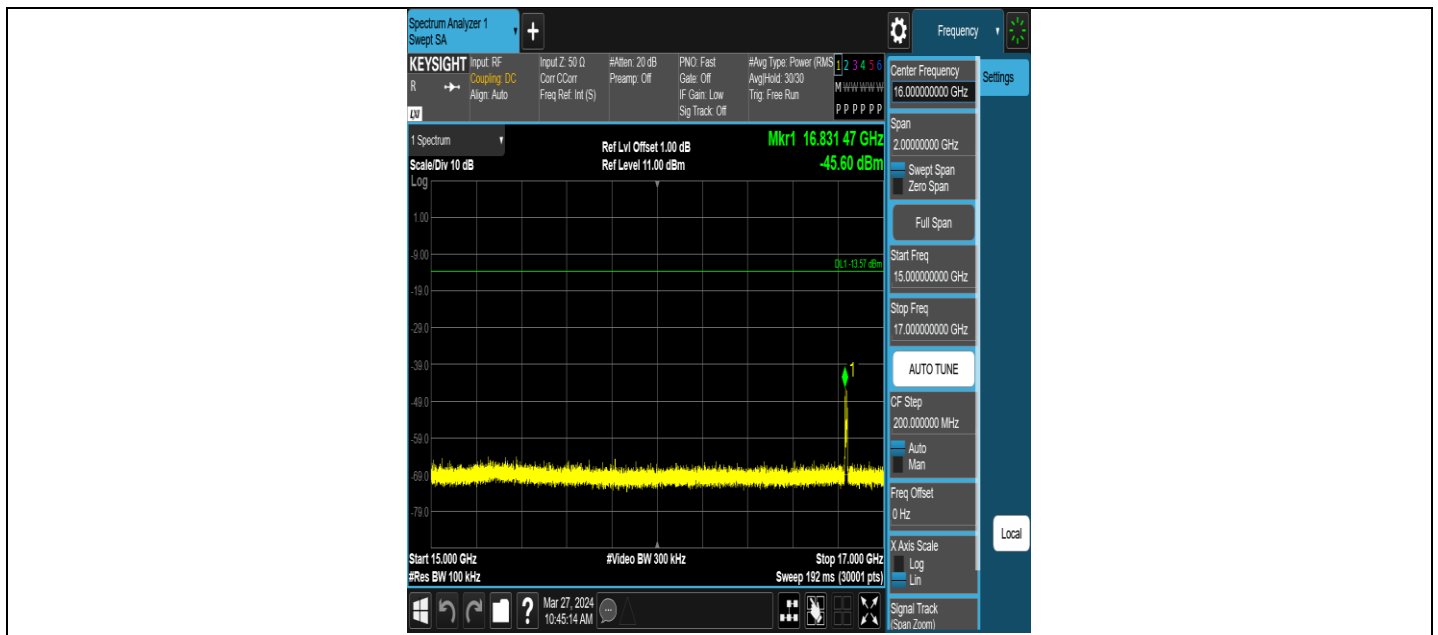 Spectrum Analyzer 1
Swept SA
+
Frequency
KEYSIGHT
R
LXI
Input: RF
Coupling: DC
Align: Auto
Input Z: 50 Ω
Corr CCorr
Freq Ref: Int (S)
#Atten: 20 dB
Preamp: Off
PNO: Fast
Gate: Off
IF Gain: Low
Sig Track: Off
#Avg Type: Power (RMS
Avg|Hold: 30/30
Trig: Free Run
1 2 3 4 5 6
M W W W W W
P P P P P P
1 Spectrum
Scale/Div 10 dB
Log
Ref Lvl Offset 1.00 dB
Ref Level 11.00 dBm
Mkr1 16.831 47 GHz
-45.60 dBm
1.00
-9.00
DL1 -13.57 dBm
-19.0
-29.0
-39.0
1
-49.0
-59.0
-69.0
-79.0
Start 15.000 GHz
#Video BW 300 kHz
Stop 17.000 GHz
#Res BW 100 kHz
Sweep 192 ms (30001 pts)
Center Frequency
16.000000000 GHz
Settings
Span
2.00000000 GHz
Swept Span
Zero Span
Full Span
Start Freq
15.000000000 GHz
Stop Freq
17.000000000 GHz
AUTO TUNE
CF Step
200.000000 MHz
Auto
Man
Freq Offset
0 Hz
X Axis Scale
Log
Lin
Local
Signal Track
(Span Zoom)
?
Mar 27, 2024
10:45:14 AM